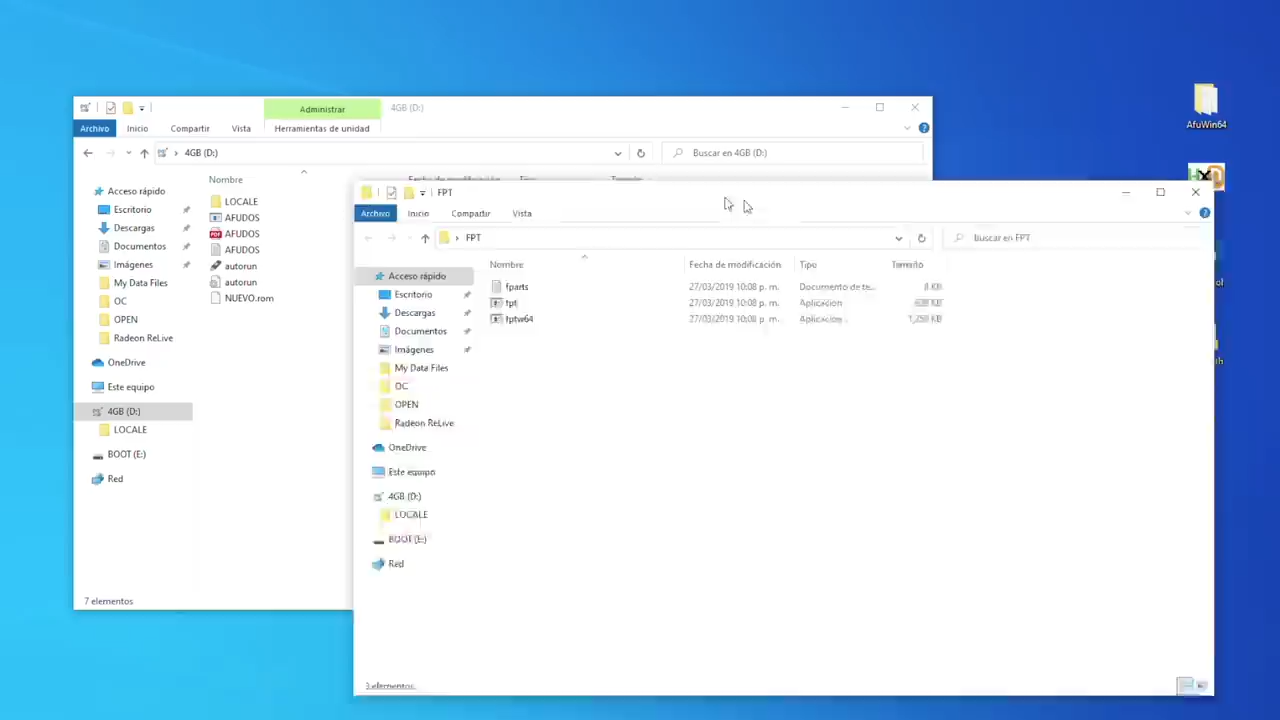 Administrar
4GB (D:)
Archivo
Inicio
Compartir
Vista
Herramientas de unidad
4GB (D:)
Buscar en 4GB (D:)
Acceso rápido
Escritorio
Descargas
Documentos
Imágenes
My Data Files
OC
OPEN
Radeon ReLive
OneDrive
Este equipo
4GB (D:)
LOCALE
BOOT (E:)
Red
Nombre
LOCALE
AFUDOS
AFUDOS
AFUDOS
autorun
autorun
NUEVO.rom
7 elementos
FPT
Archivo
Inicio
Compartir
Vista
FPT
Buscar en FPT
Acceso rápido
Escritorio
Descargas
Documentos
Imágenes
My Data Files
OC
OPEN
Radeon ReLive
OneDrive
Este equipo
4GB (D:)
LOCALE
BOOT (E:)
Red
Nombre Fecha de modificación Tipo Tamaño
fparts 27/03/2019 10:08 p. m. Documento de te... KB
fpt 27/03/2019 10:08 p. m. Aplicación KB
fptw64 27/03/2019 10:08 p. m. Aplicación KB
3 elementos
AfuWin64